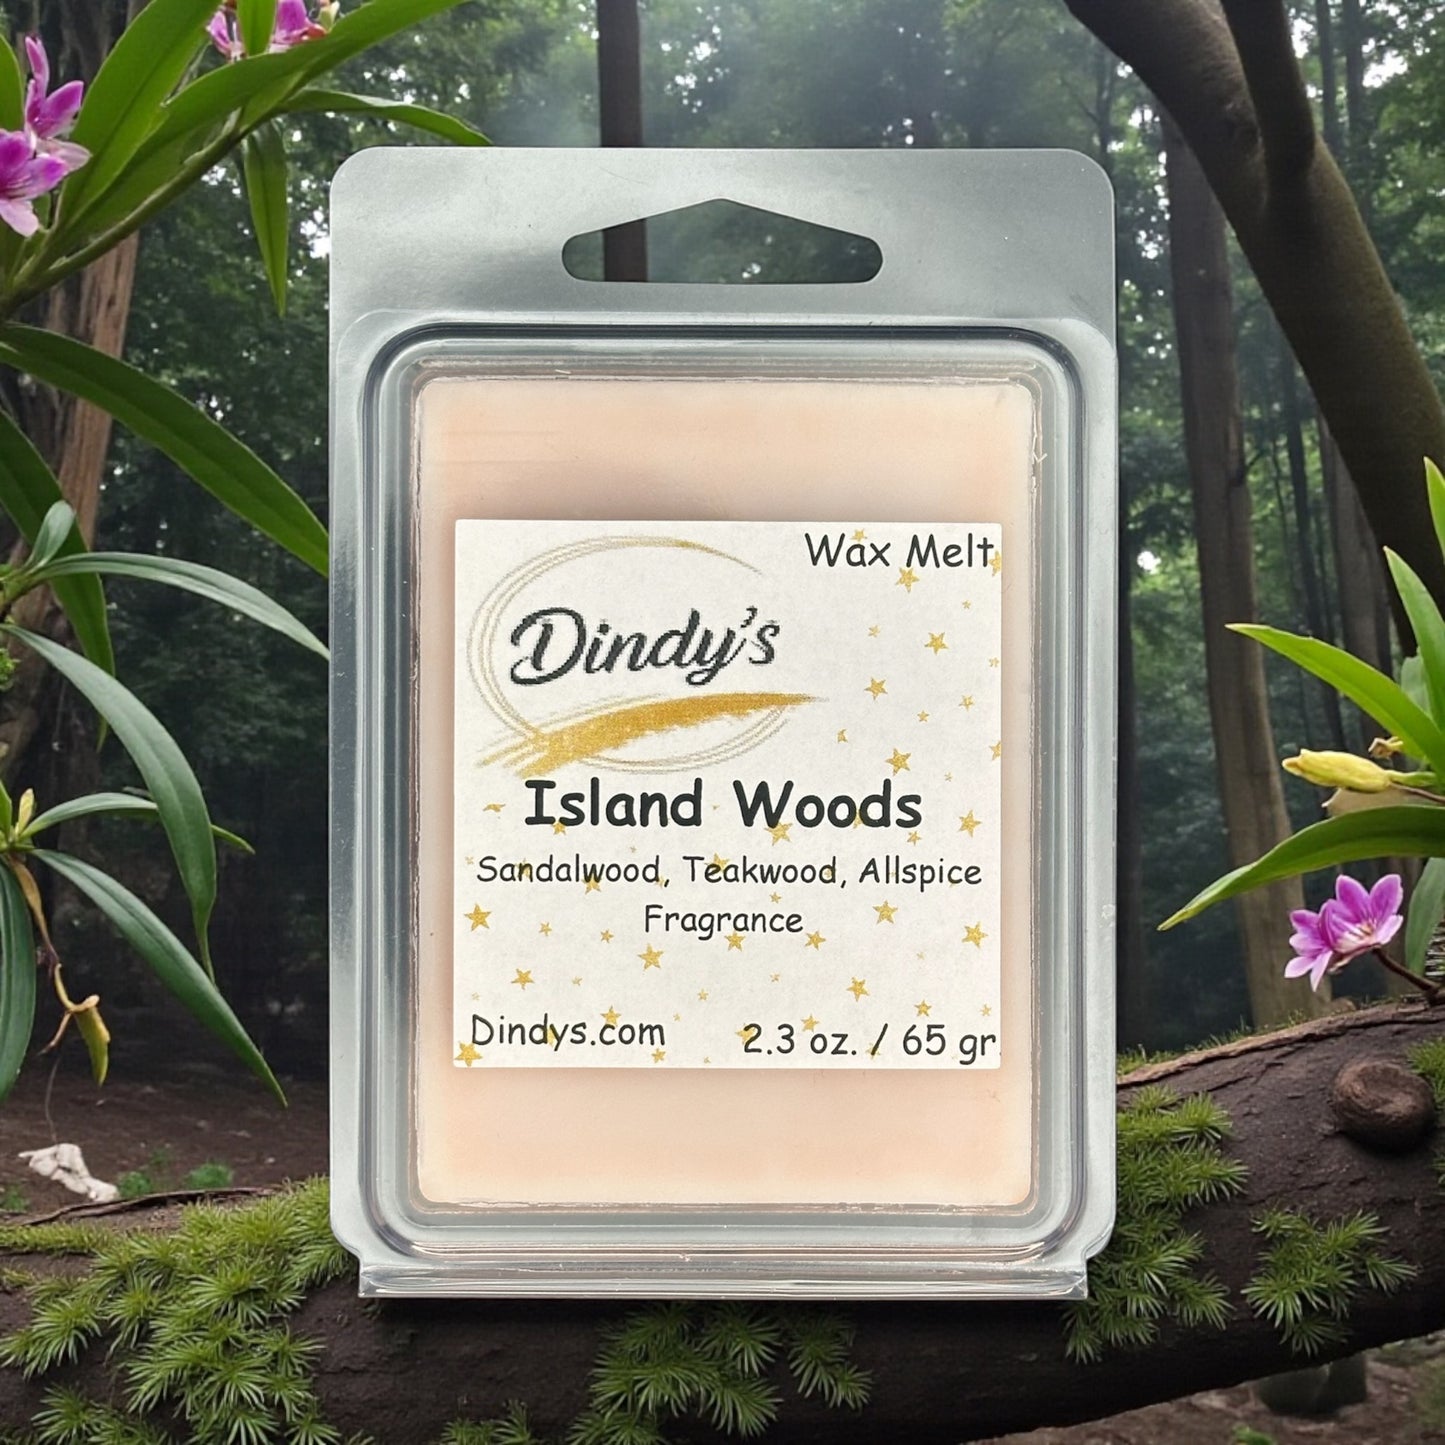 Wax Melt
Dindy's
Island Woods
Sandalwood, Teakwood, Allspice
Fragrance
Dindys.com
2.3 oz. / 65 gr